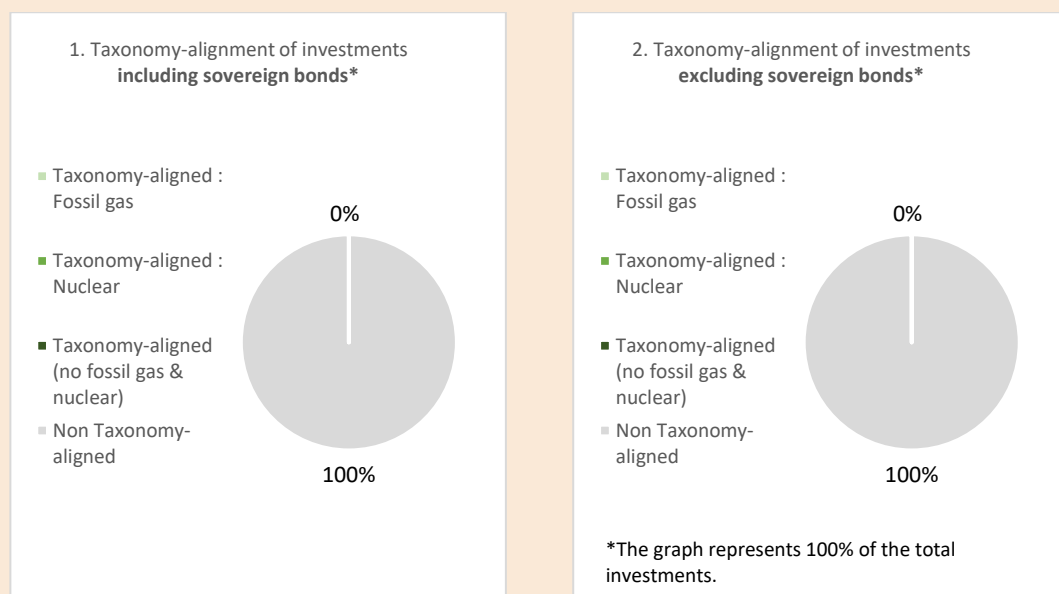 1. Taxonomy-alignment of investments
including sovereign bonds*
Taxonomy-aligned :
Fossil gas
Taxonomy-aligned :
Nuclear
Taxonomy-aligned
(no fossil gas &
nuclear)
Non Taxonomy-
aligned
0%
100%
2. Taxonomy-alignment of investments
excluding sovereign bonds*
Taxonomy-aligned :
Fossil gas
Taxonomy-aligned :
Nuclear
Taxonomy-aligned
(no fossil gas &
nuclear)
Non Taxonomy-
aligned
0%
100%
*The graph represents 100% of the total
investments.